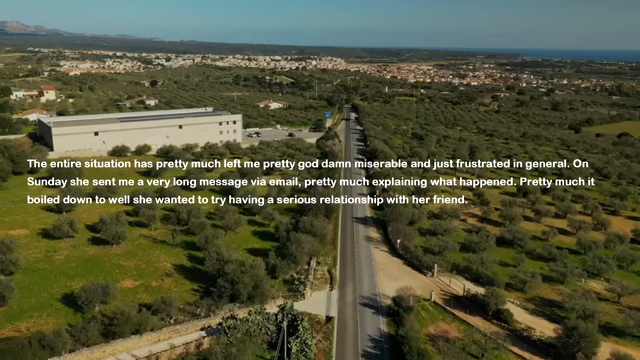 The entire situation has pretty much left me pretty god damn miserable and just frustrated in general. On
Sunday she sent me a very long message via email, pretty much explaining what happened. Pretty much it
boiled down to well she wanted to try having a serious relationship with her friend.